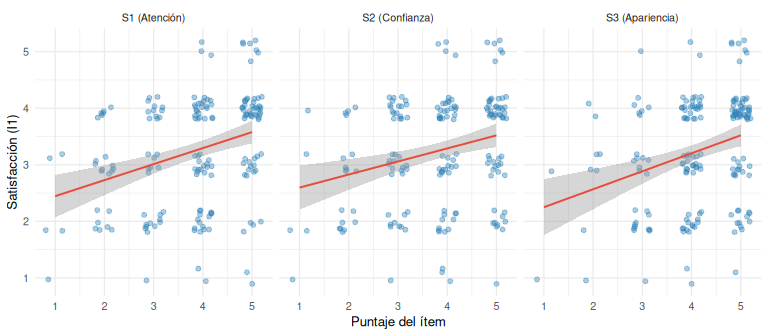 S1 (Atención)
S2 (Confianza)
S3 (Apariencia)
Satisfacción (I1)
5
4
3
2
1
1 2 3 4 5
1 2 3 4 5
1 2 3 4 5
Puntaje del ítem